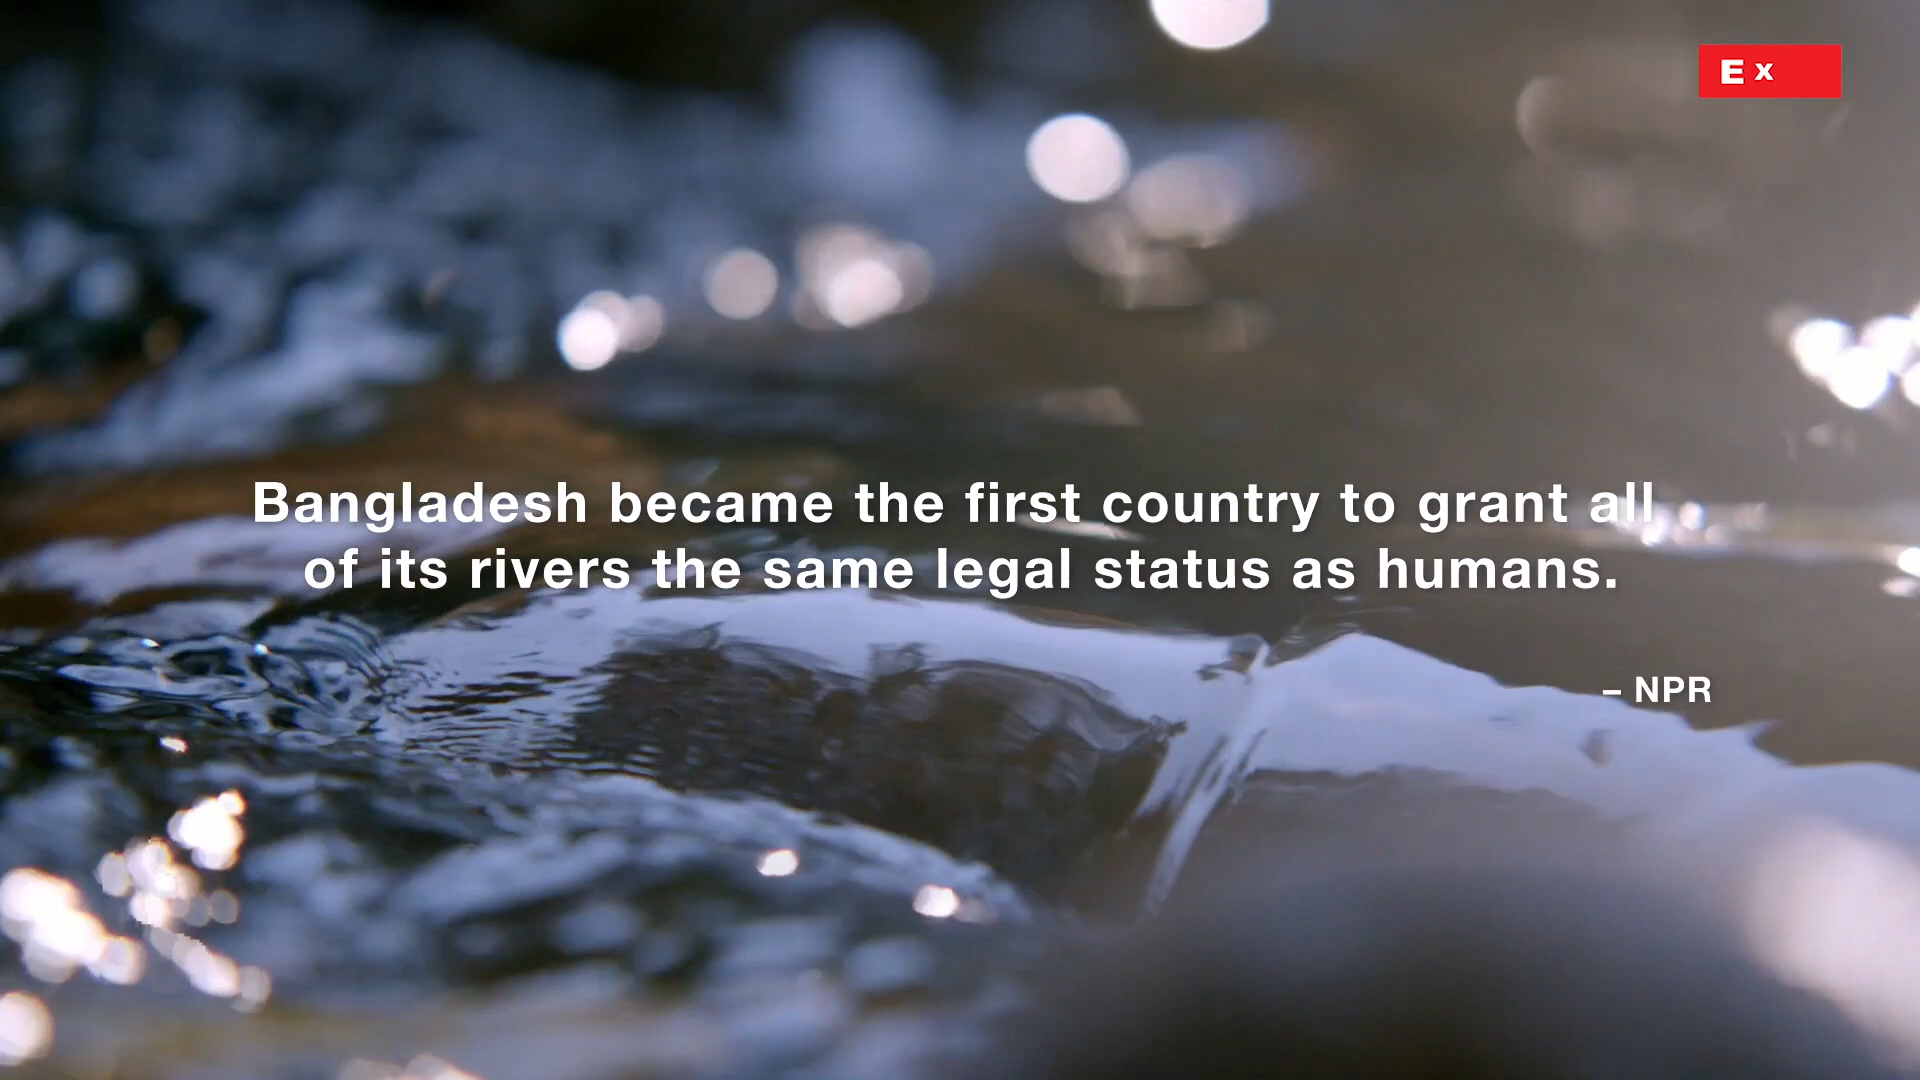 Ex
Bangladesh became the first country to grant all
of its rivers the same legal status as humans.
– NPR